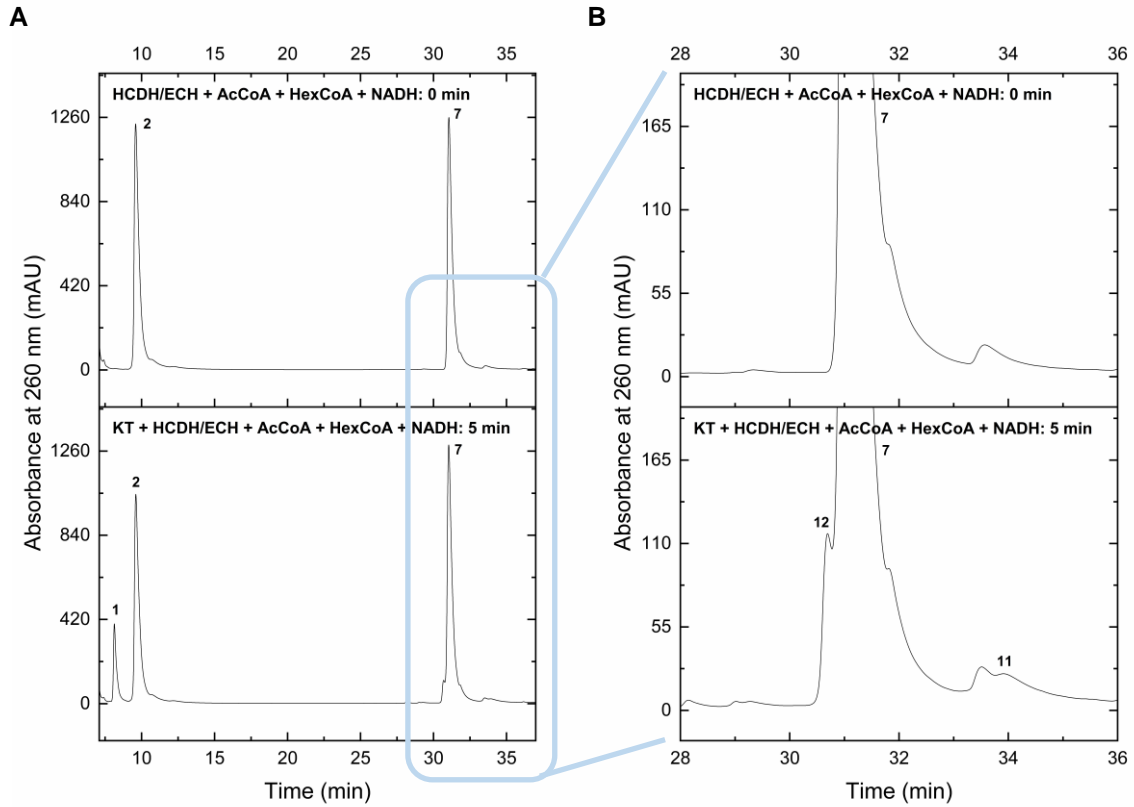 A
B
10 15 20 25 30 35
28 30 32 34 36
HCDH/ECH + AcCoA + HexCoA + NADH: 0 min
HCDH/ECH + AcCoA + HexCoA + NADH: 0 min
1260
2
7
840
420
0
165
7
110
55
0
KT + HCDH/ECH + AcCoA + HexCoA + NADH: 5 min
KT + HCDH/ECH + AcCoA + HexCoA + NADH: 5 min
1260
7
2
840
1
420
0
165
7
12
110
55
11
0
Absorbance at 260 nm (mAU)
Absorbance at 260 nm (mAU)
10 15 20 25 30 35
28 30 32 34 36
Time (min)
Time (min)